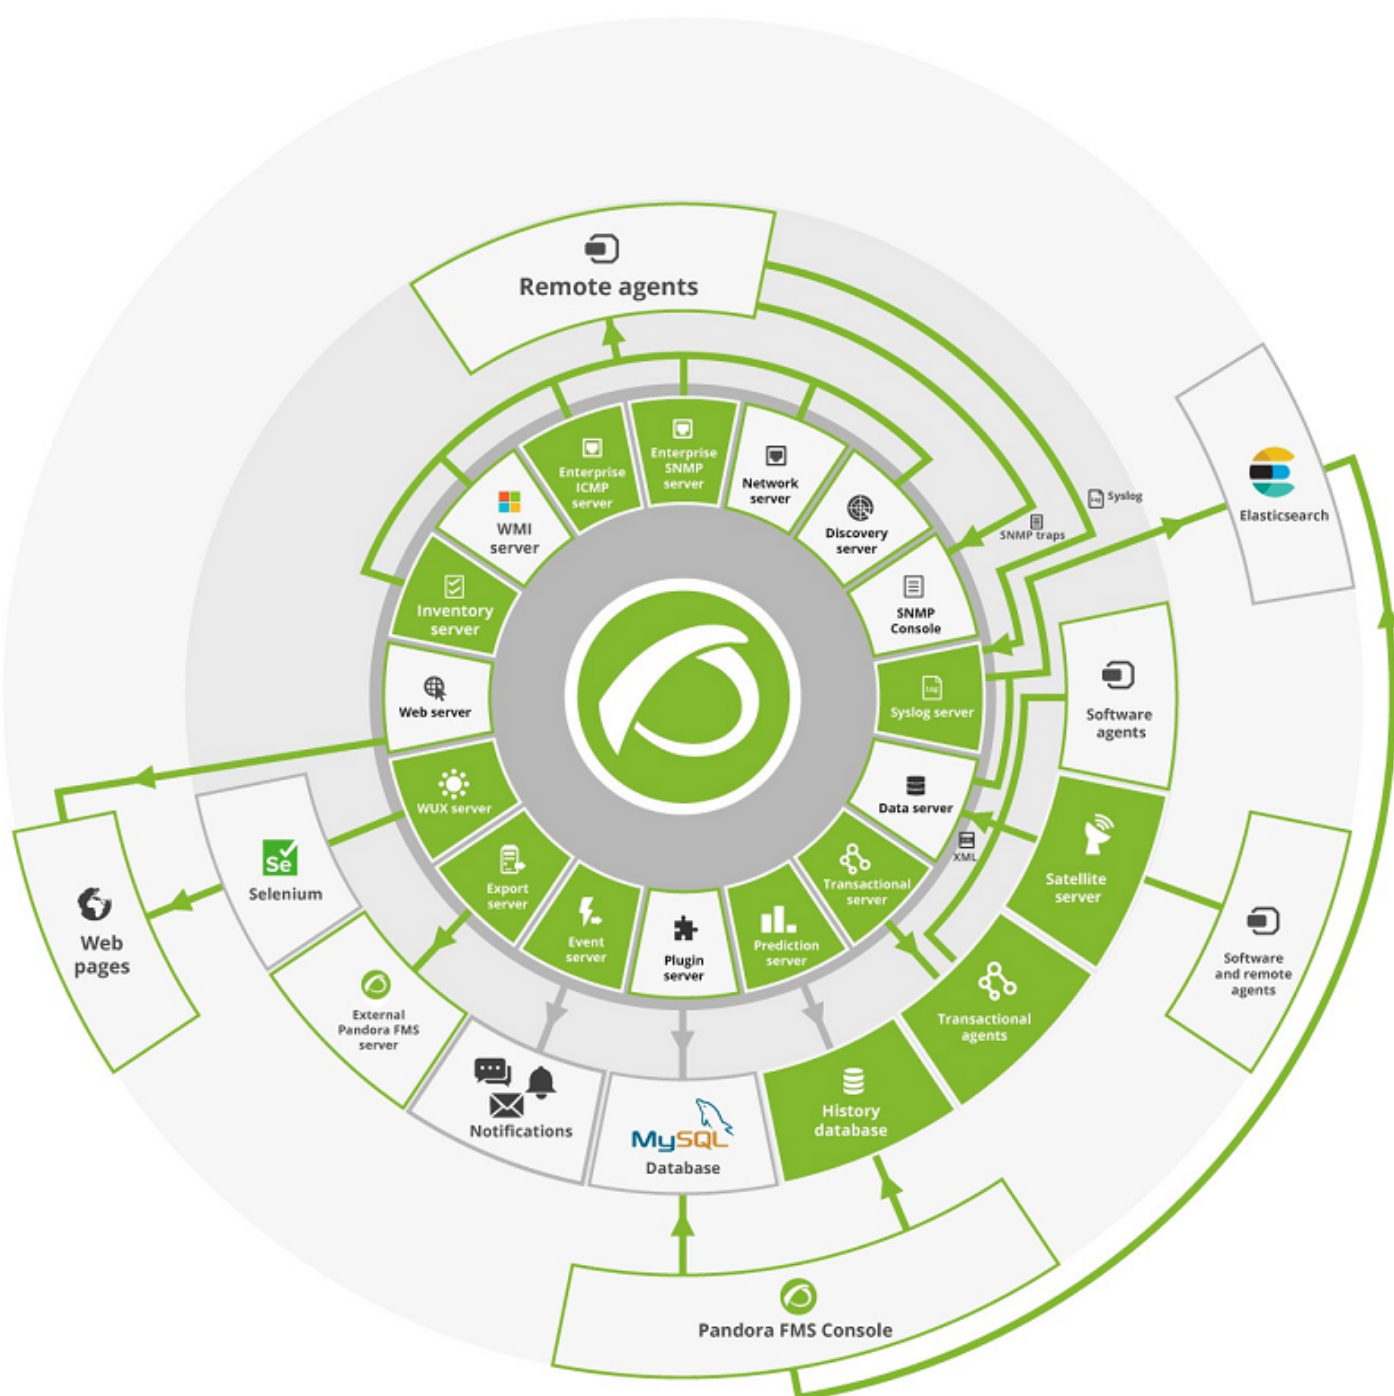 Remote agents
Enterprise
SNMP
server
Enterprise
ICMP
server
Network
server
WMI
server
Discovery
server
Inventory
server
SNMP
Console
Web server
Log
Syslog server
WUX server
Data server
Export
server
Transactional
server
Event
server
Prediction
server
Plugin
server
Log
Syslog
SNMP traps
Elasticsearch
Software
agents
XML
Satellite
server
Software
and remote
agents
Transactional
agents
History
database
MySQL
Database
Notifications
External
Pandora FMS
server
Se
Selenium
Web
pages
Pandora FMS Console